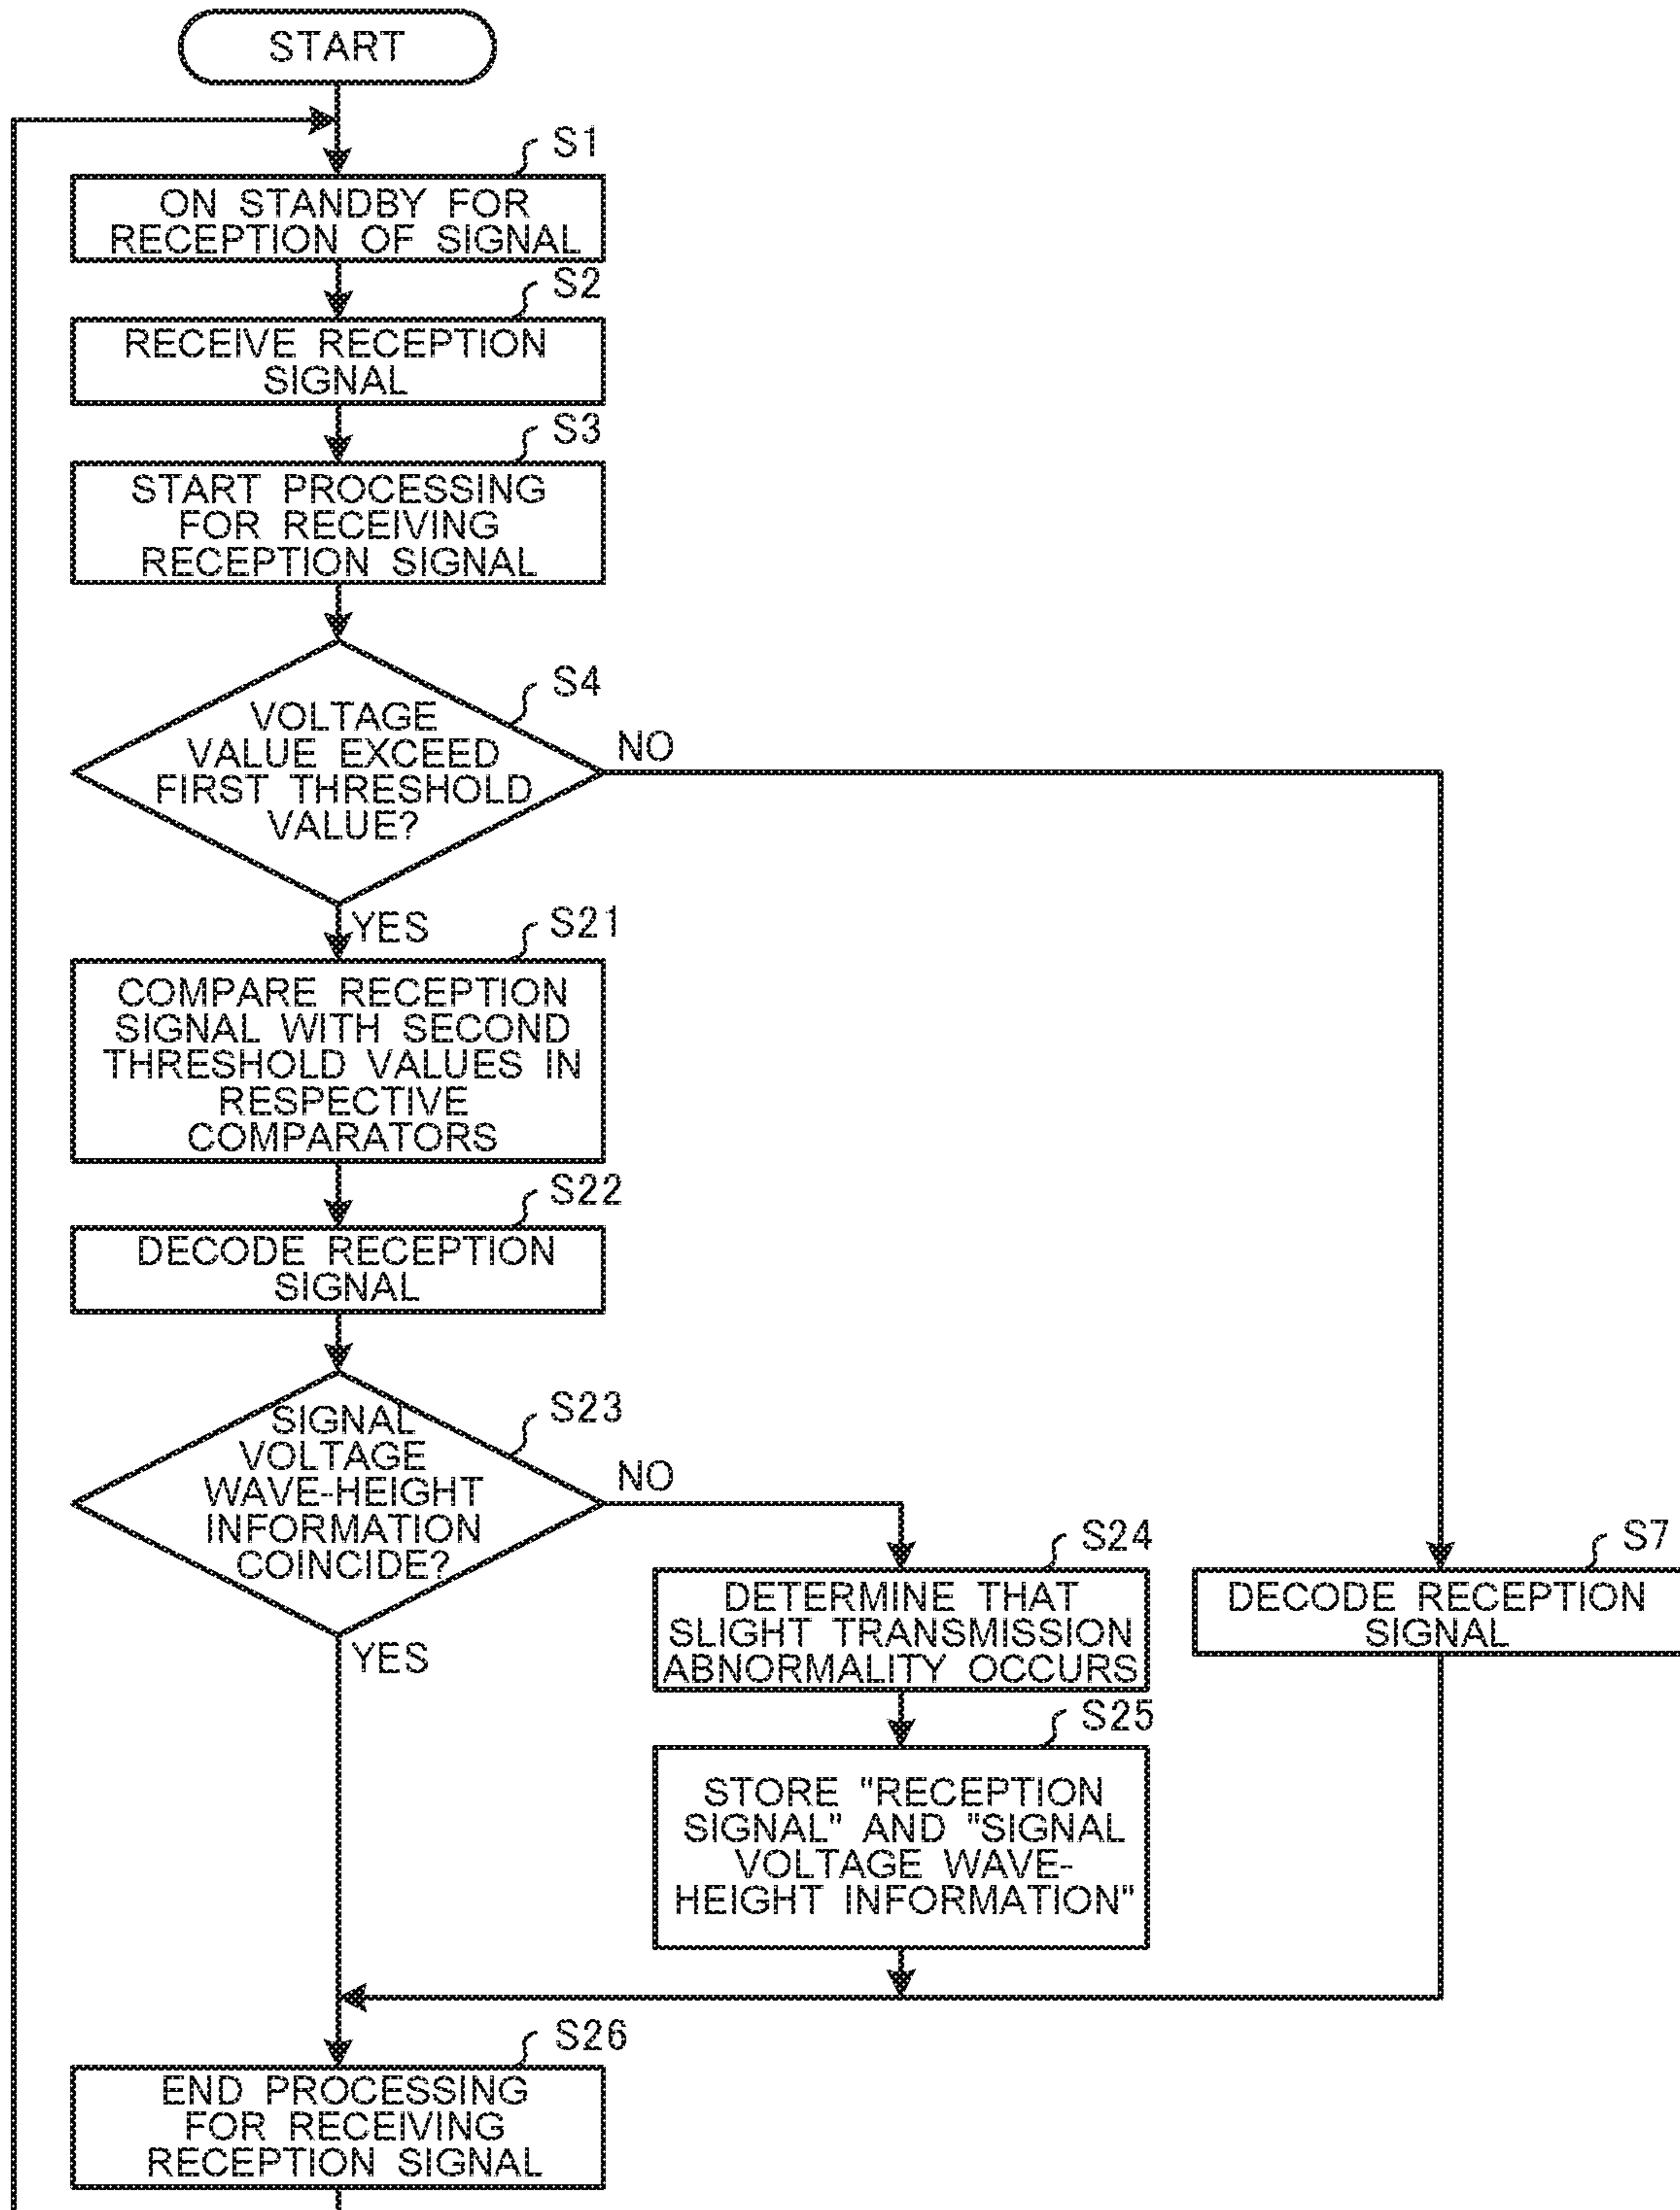 START
S1
ON STANDBY FOR
RECEPTION OF SIGNAL
S2
RECEIVE RECEPTION
SIGNAL
S3
START PROCESSING
FOR RECEIVING
RECEPTION SIGNAL
S4
VOLTAGE
VALUE EXCEED
FIRST THRESHOLD
VALUE?
NO
YES
S21
COMPARE RECEPTION
SIGNAL WITH SECOND
THRESHOLD VALUES IN
RESPECTIVE
COMPARATORS
S22
DECODE RECEPTION
SIGNAL
S23
SIGNAL
VOLTAGE
WAVE-HEIGHT
INFORMATION
COINCIDE?
NO
YES
S24
DETERMINE THAT
SLIGHT TRANSMISSION
ABNORMALITY OCCURS
S7
DECODE RECEPTION
SIGNAL
S25
STORE "RECEPTION
SIGNAL" AND "SIGNAL
VOLTAGE WAVE-
HEIGHT INFORMATION"
S26
END PROCESSING
FOR RECEIVING
RECEPTION SIGNAL